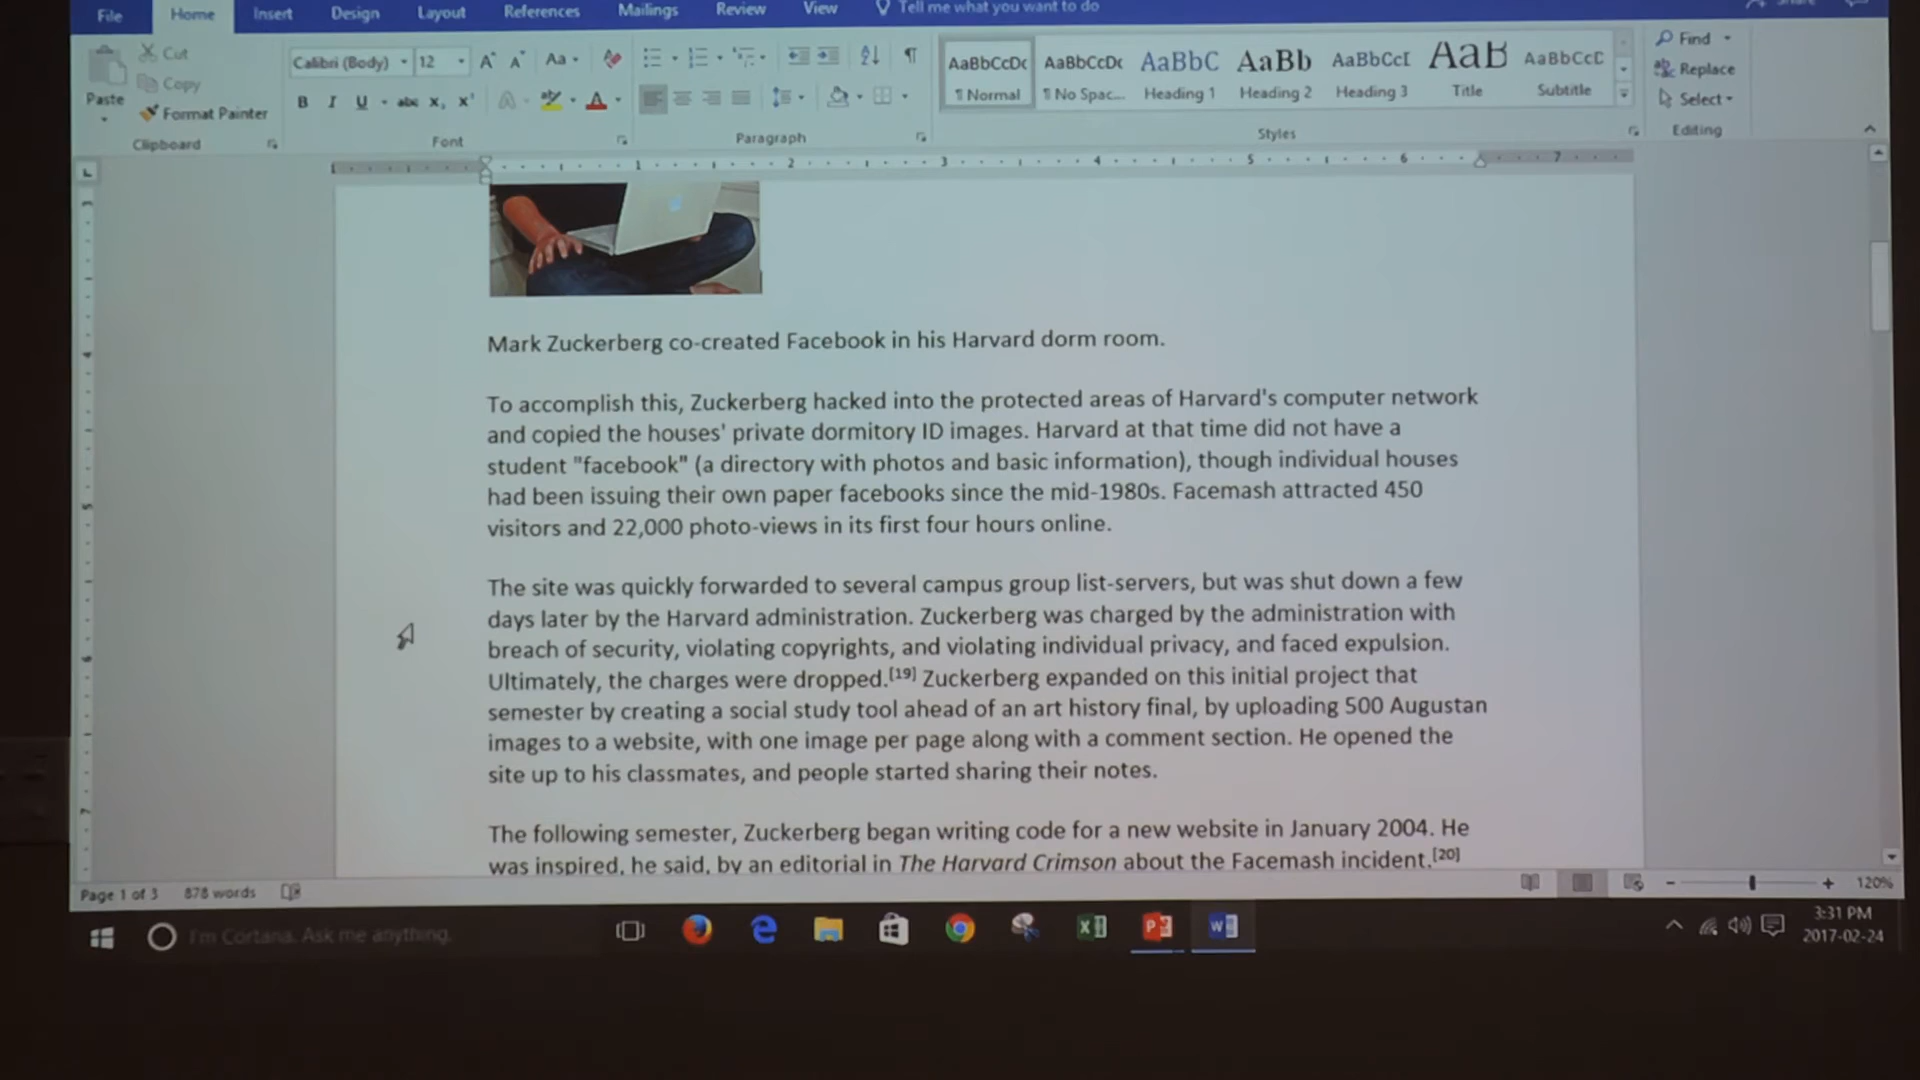 File Home Insert Design Layout References Mailings Review View Tell me what you want to do
Cut
Copy
Paste
Format Painter
Clipboard
Calibri (Body) 12
Font
Paragraph
AaBbCcDc AaBbCcDc AaBbC AaBb AaBbCcI AaB AaBbCcC
¶ Normal ¶ No Spac... Heading 1 Heading 2 Heading 3 Title Subtitle
Styles
Find
Replace
Select
Editing
1 2 3 4 5 6 7
Mark Zuckerberg co-created Facebook in his Harvard dorm room.
To accomplish this, Zuckerberg hacked into the protected areas of Harvard's computer network
and copied the houses' private dormitory ID images. Harvard at that time did not have a
student "facebook" (a directory with photos and basic information), though individual houses
had been issuing their own paper facebooks since the mid-1980s. Facemash attracted 450
visitors and 22,000 photo-views in its first four hours online.
The site was quickly forwarded to several campus group list-servers, but was shut down a few
days later by the Harvard administration. Zuckerberg was charged by the administration with
breach of security, violating copyrights, and violating individual privacy, and faced expulsion.
Ultimately, the charges were dropped.[19] Zuckerberg expanded on this initial project that
semester by creating a social study tool ahead of an art history final, by uploading 500 Augustan
images to a website, with one image per page along with a comment section. He opened the
site up to his classmates, and people started sharing their notes.
The following semester, Zuckerberg began writing code for a new website in January 2004. He
was inspired, he said, by an editorial in The Harvard Crimson about the Facemash incident.[20]
Page 1 of 3 878 words
120%
I'm Cortana. Ask me anything.
3:31 PM
2017-02-24